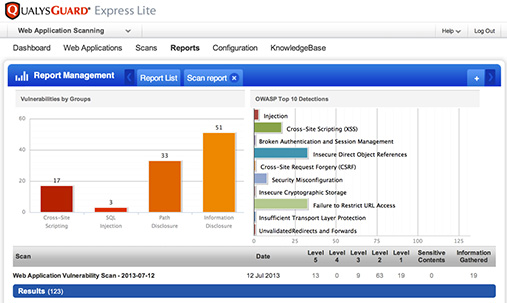 QUALYSGUARD® Express Lite
Web Application Scanning
Help Log Out
Dashboard Web Applications Scans Reports Configuration KnowledgeBase
Report Management Report List Scan report +
Vulnerabilities by Groups
60
40
20
0
17
3
33
51
Cross-Site Scripting
SQL Injection
Path Disclosure
Information Disclosure
OWASP Top 10 Detections
Injection
Cross-Site Scripting (XSS)
Broken Authentication and Session Management
Insecure Direct Object References
Cross-Site Request Forgery (CSRF)
Security Misconfiguration
Insecure Cryptographic Storage
Failure to Restrict URL Access
Insufficient Transport Layer Protection
UnvalidatedRedirects and Forwards
0 25 50 75 100 125
Scan Date Level 5 Level 4 Level 3 Level 2 Level 1 Sensitive Contents Information Gathered
Web Application Vulnerability Scan - 2013-07-12 12 Jul 2013 13 0 9 63 19 0 19
Results (123)